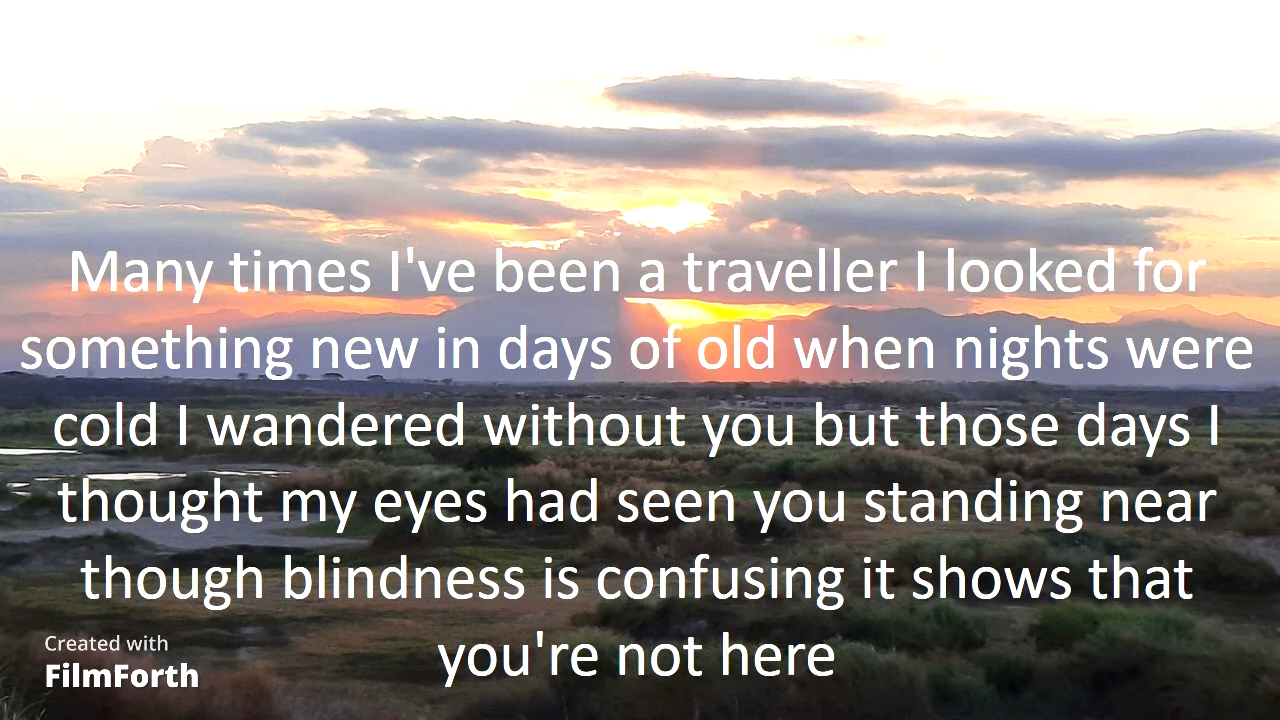 Many times I've been a traveller I looked for
something new in days of old when nights were
cold I wandered without you but those days I
thought my eyes had seen you standing near
though blindness is confusing it shows that
you're not here
Created with
FilmForth